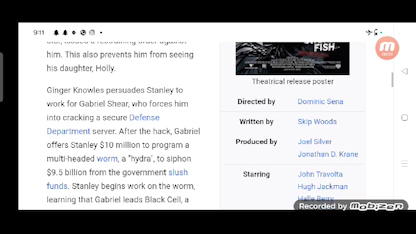 9:11
him. This also prevents him from seeing
his daughter, Holly.
Ginger Knowles persuades Stanley to
work for Gabriel Shear, who forces him
into cracking a secure Defense
Department server. After the hack, Gabriel
offers Stanley $10 million to program a
multi-headed worm, a "hydra", to siphon
$9.5 billion from the government slush
funds. Stanley begins work on the worm,
learning that Gabriel leads Black Cell, a
FISH
Theatrical release poster
Directed by Dominic Sena
Written by Skip Woods
Produced by Joel Silver
Jonathan D. Krane
Starring John Travolta
Hugh Jackman
Halle Berry
Recorded by Mobizen